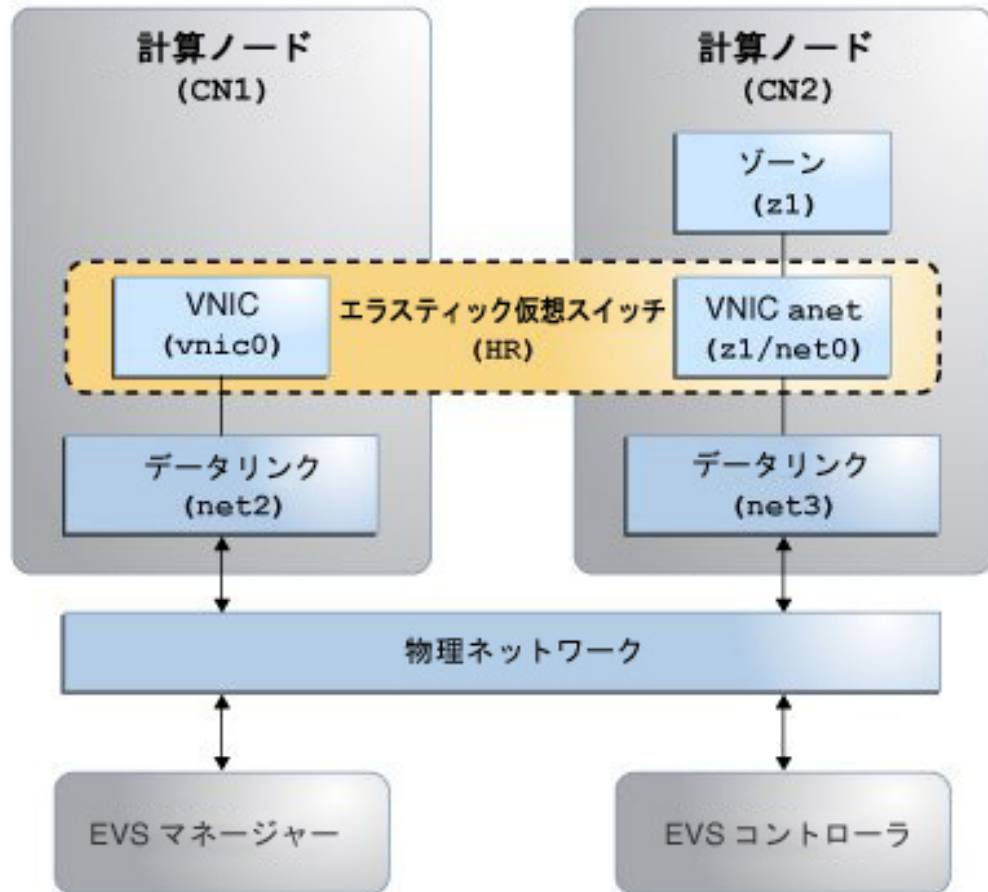 計算ノード
(CN1)
計算ノード
(CN2)
ゾーン
(z1)
VNIC
(vnic0)
エラスティック仮想スイッチ
(HR)
VNIC anet
(z1/net0)
データリンク
(net2)
データリンク
(net3)
物理ネットワーク
EVS マネージャー
EVS コントローラ